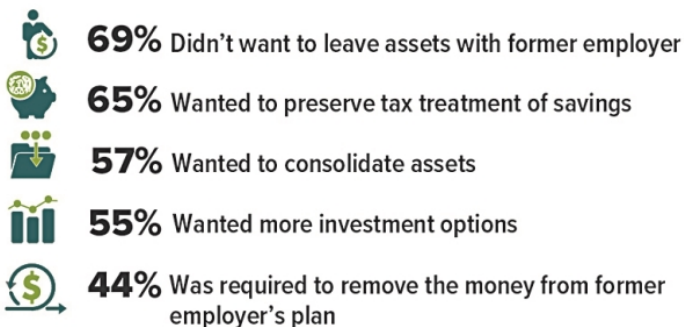 69% Didn't want to leave assets with former employer
65% Wanted to preserve tax treatment of savings
57% Wanted to consolidate assets
55% Wanted more investment options
44% Was required to remove the money from former
employer's plan